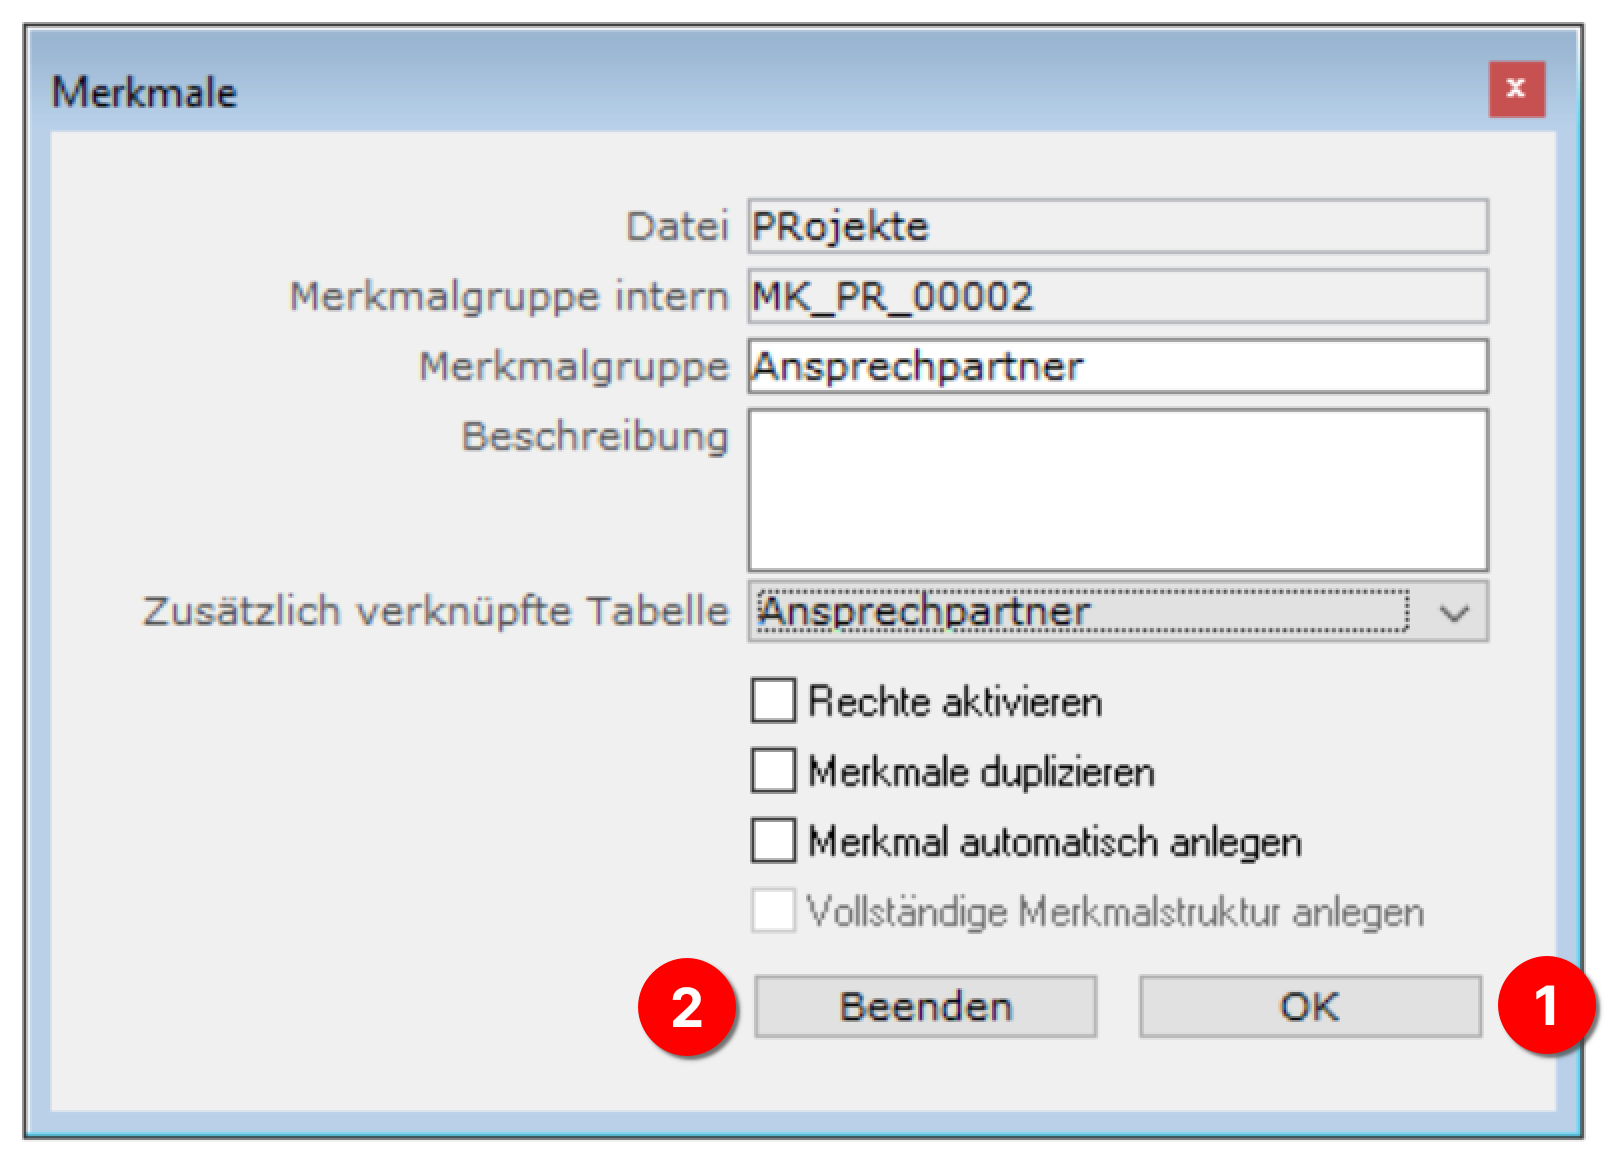 Merkmale x
Datei PRojekte
Merkmalgruppe intern MK_PR_00002
Merkmalgruppe Ansprechpartner
Beschreibung
Zusätzlich verknüpfte Tabelle Ansprechpartner
Rechte aktivieren
Merkmale duplizieren
Merkmal automatisch anlegen
Vollständige Merkmalstruktur anlegen
2 Beenden OK 1